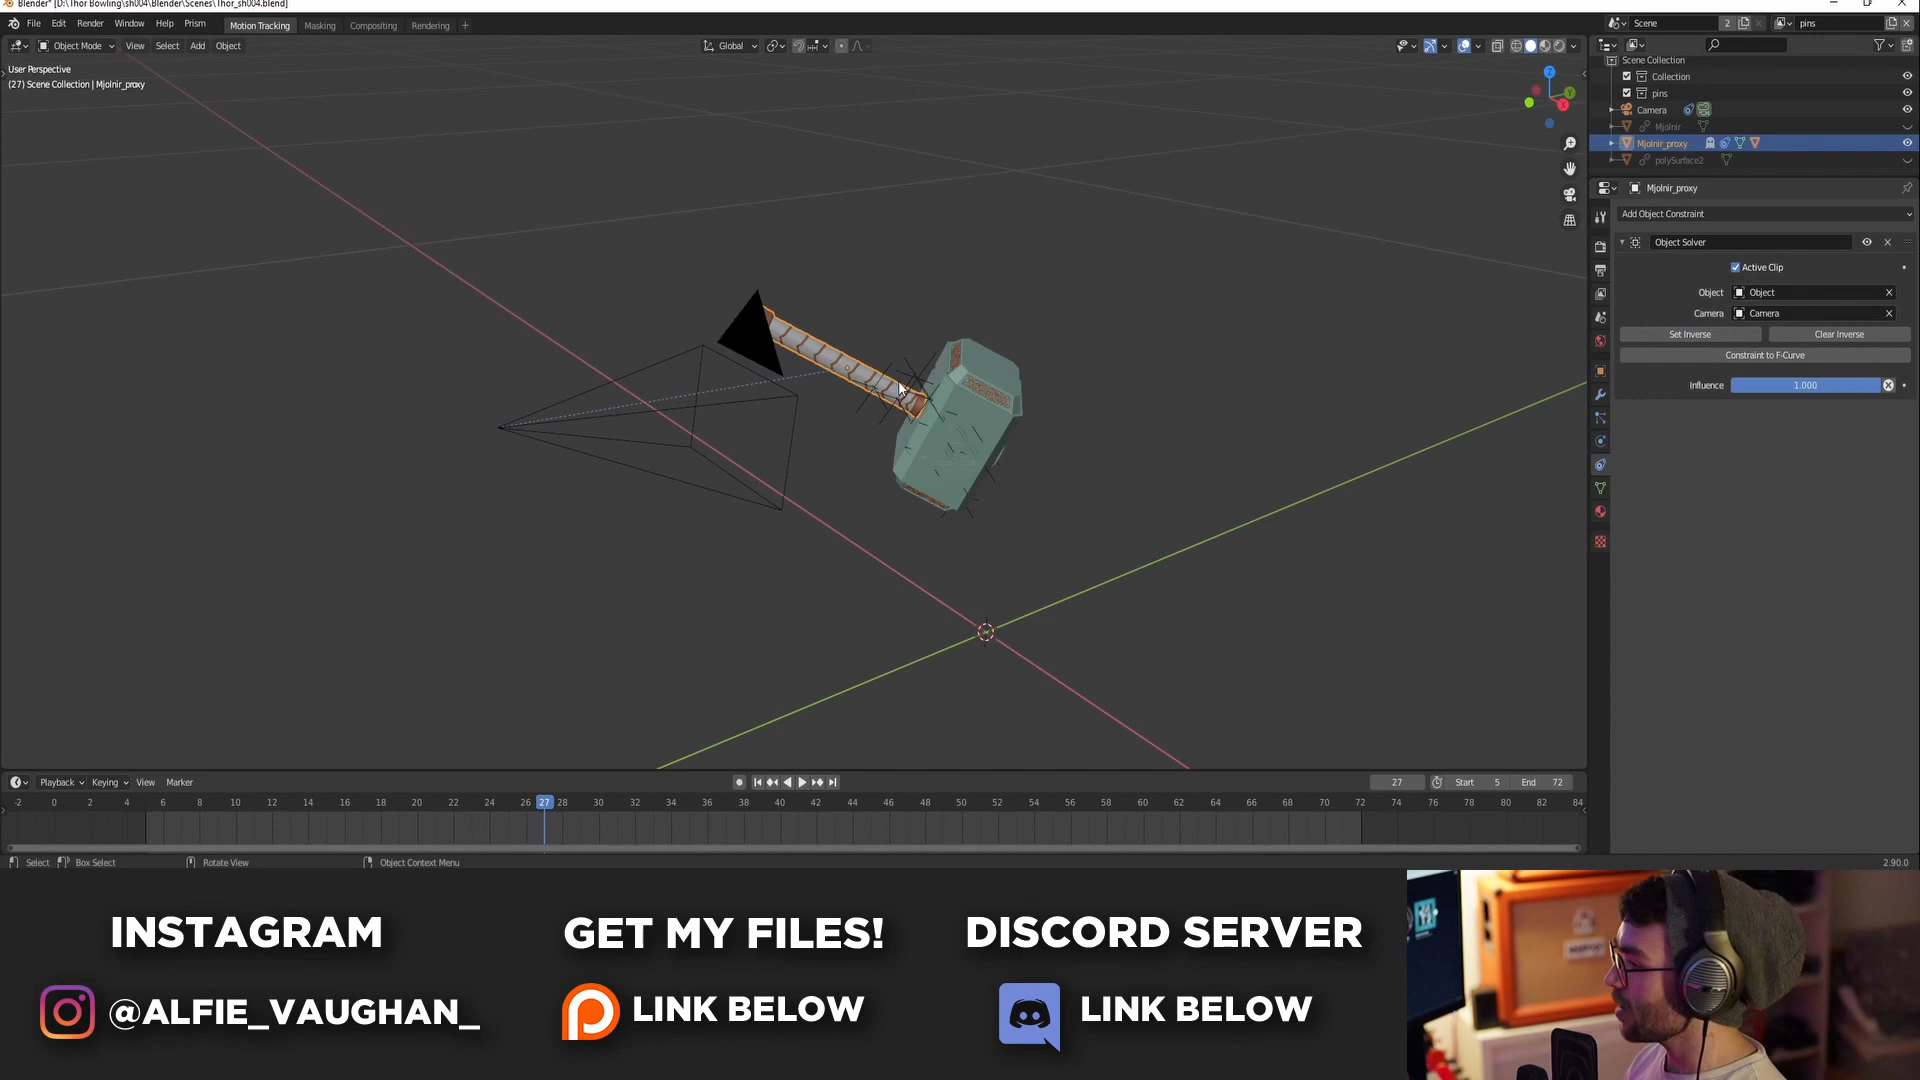 Blender* [D:\Thor Bowling\sh004\Blender\Scenes\Thor_sh004.blend]
File Edit Render Window Help Prism Motion Tracking Masking Compositing Rendering + Scene 2 pins
Object Mode View Select Add Object Global
User Perspective
(27) Scene Collection | Mjolnir_proxy
Scene Collection
Collection
pins
Camera
Mjolnir
Mjolnir_proxy
polySurface2
Mjolnir_proxy
Add Object Constraint
Object Solver
Active Clip
Object Object
Camera Camera
Set Inverse Clear Inverse
Constraint to F-Curve
Influence 1.000
X
Y
Z
Playback Keying View Marker 27 Start 5 End 72
-2 0 2 4 6 8 10 12 14 16 18 20 22 24 26 27 28 30 32 34 36 38 40 42 44 46 48 50 52 54 56 58 60 62 64 66 68 70 72 74 76 78 80 82 84
Select Box Select Rotate View Object Context Menu 2.90.0
INSTAGRAM
@ALFIE_VAUGHAN_
GET MY FILES!
LINK BELOW
DISCORD SERVER
LINK BELOW